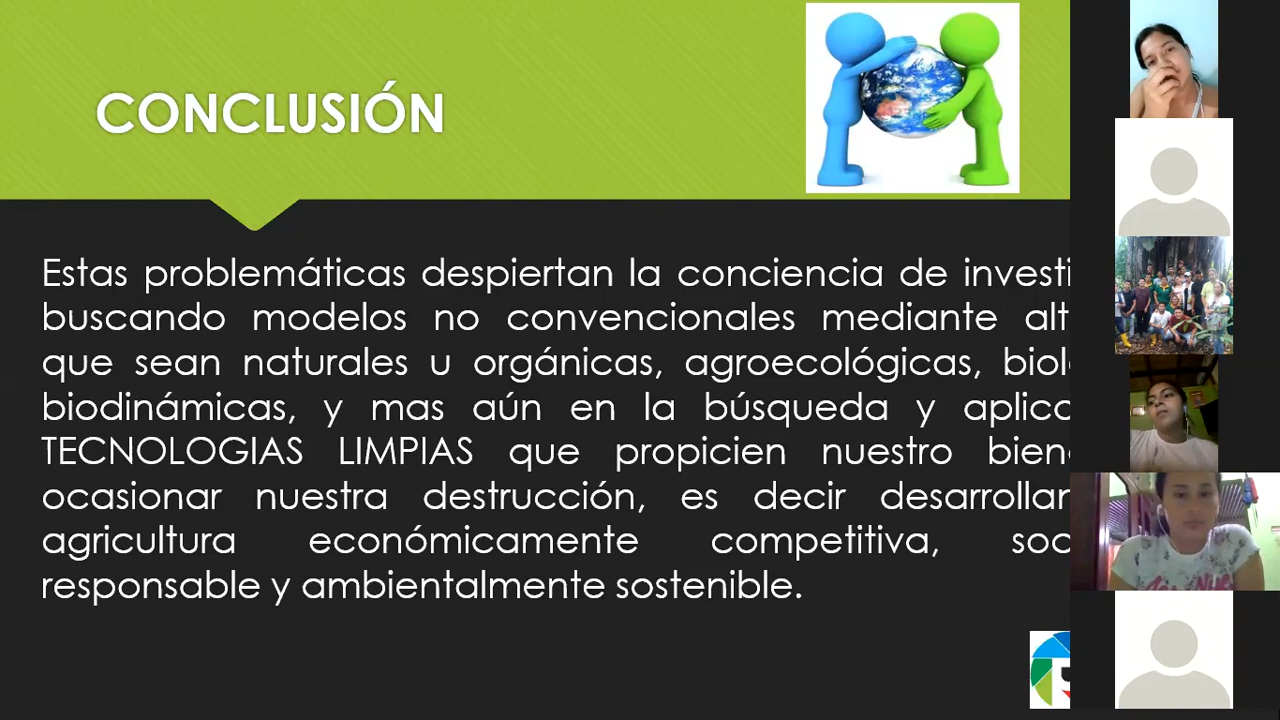 CONCLUSIÓN
Estas problemáticas despiertan la conciencia de investi
buscando modelos no convencionales mediante alt
que sean naturales u orgánicas, agroecológicas, biol
biodinámicas, y mas aún en la búsqueda y aplic
TECNOLOGIAS LIMPIAS que propicien nuestro bien
ocasionar nuestra destrucción, es decir desarrollar
agricultura económicamente competitiva, soc
responsable y ambientalmente sostenible.